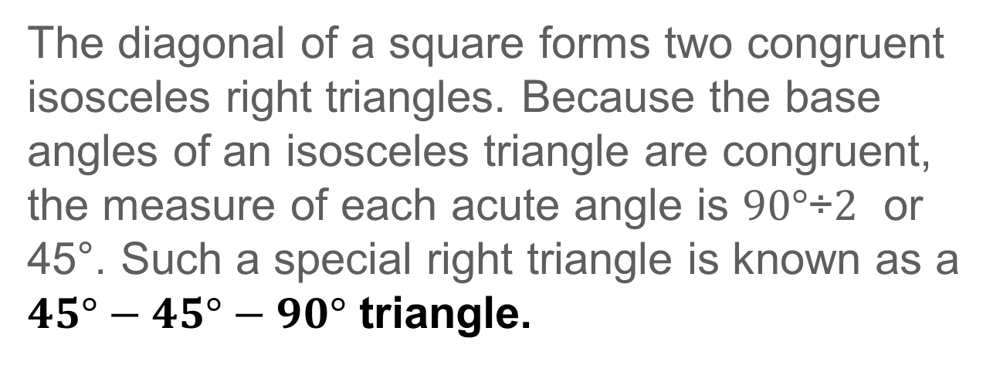 The diagonal of a square forms two congruent
isosceles right triangles. Because the base
angles of an isosceles triangle are congruent,
the measure of each acute angle is 90°÷2 or
45°. Such a special right triangle is known as a
45° − 45° − 90° triangle.